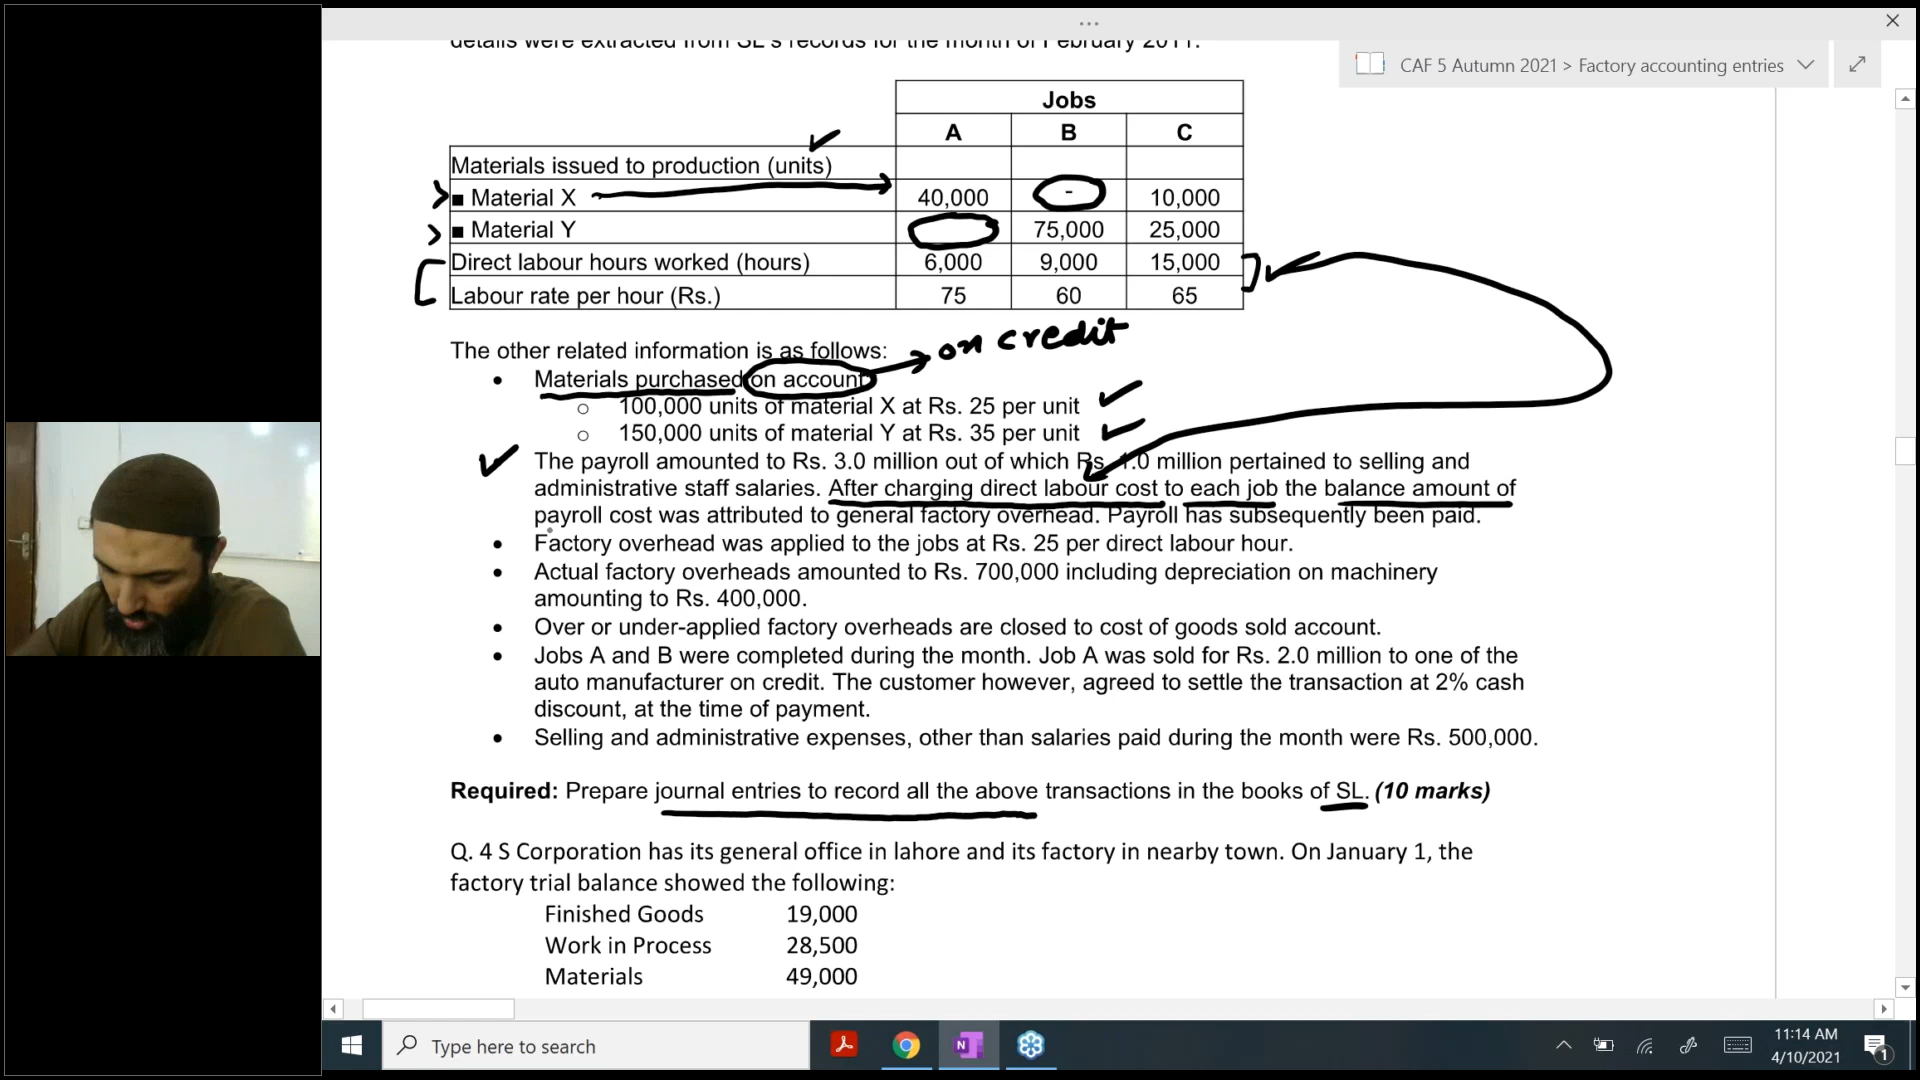 details were extracted from SL's records for the month of February 2011.
CAF 5 Autumn 2021 > Factory accounting entries
Jobs
A B C
Materials issued to production (units)
■ Material X 40,000 - 10,000
■ Material Y 75,000 25,000
Direct labour hours worked (hours) 6,000 9,000 15,000
Labour rate per hour (Rs.) 75 60 65
on credit
The other related information is as follows:
• Materials purchased on account
○ 100,000 units of material X at Rs. 25 per unit
○ 150,000 units of material Y at Rs. 35 per unit
The payroll amounted to Rs. 3.0 million out of which Rs. 1.0 million pertained to selling and
administrative staff salaries. After charging direct labour cost to each job the balance amount of
payroll cost was attributed to general factory overhead. Payroll has subsequently been paid.
• Factory overhead was applied to the jobs at Rs. 25 per direct labour hour.
• Actual factory overheads amounted to Rs. 700,000 including depreciation on machinery
amounting to Rs. 400,000.
• Over or under-applied factory overheads are closed to cost of goods sold account.
• Jobs A and B were completed during the month. Job A was sold for Rs. 2.0 million to one of the
auto manufacturer on credit. The customer however, agreed to settle the transaction at 2% cash
discount, at the time of payment.
• Selling and administrative expenses, other than salaries paid during the month were Rs. 500,000.
Required: Prepare journal entries to record all the above transactions in the books of SL. (10 marks)
Q. 4 S Corporation has its general office in lahore and its factory in nearby town. On January 1, the
factory trial balance showed the following:
Finished Goods 19,000
Work in Process 28,500
Materials 49,000
Type here to search
N
11:14 AM
4/10/2021
1